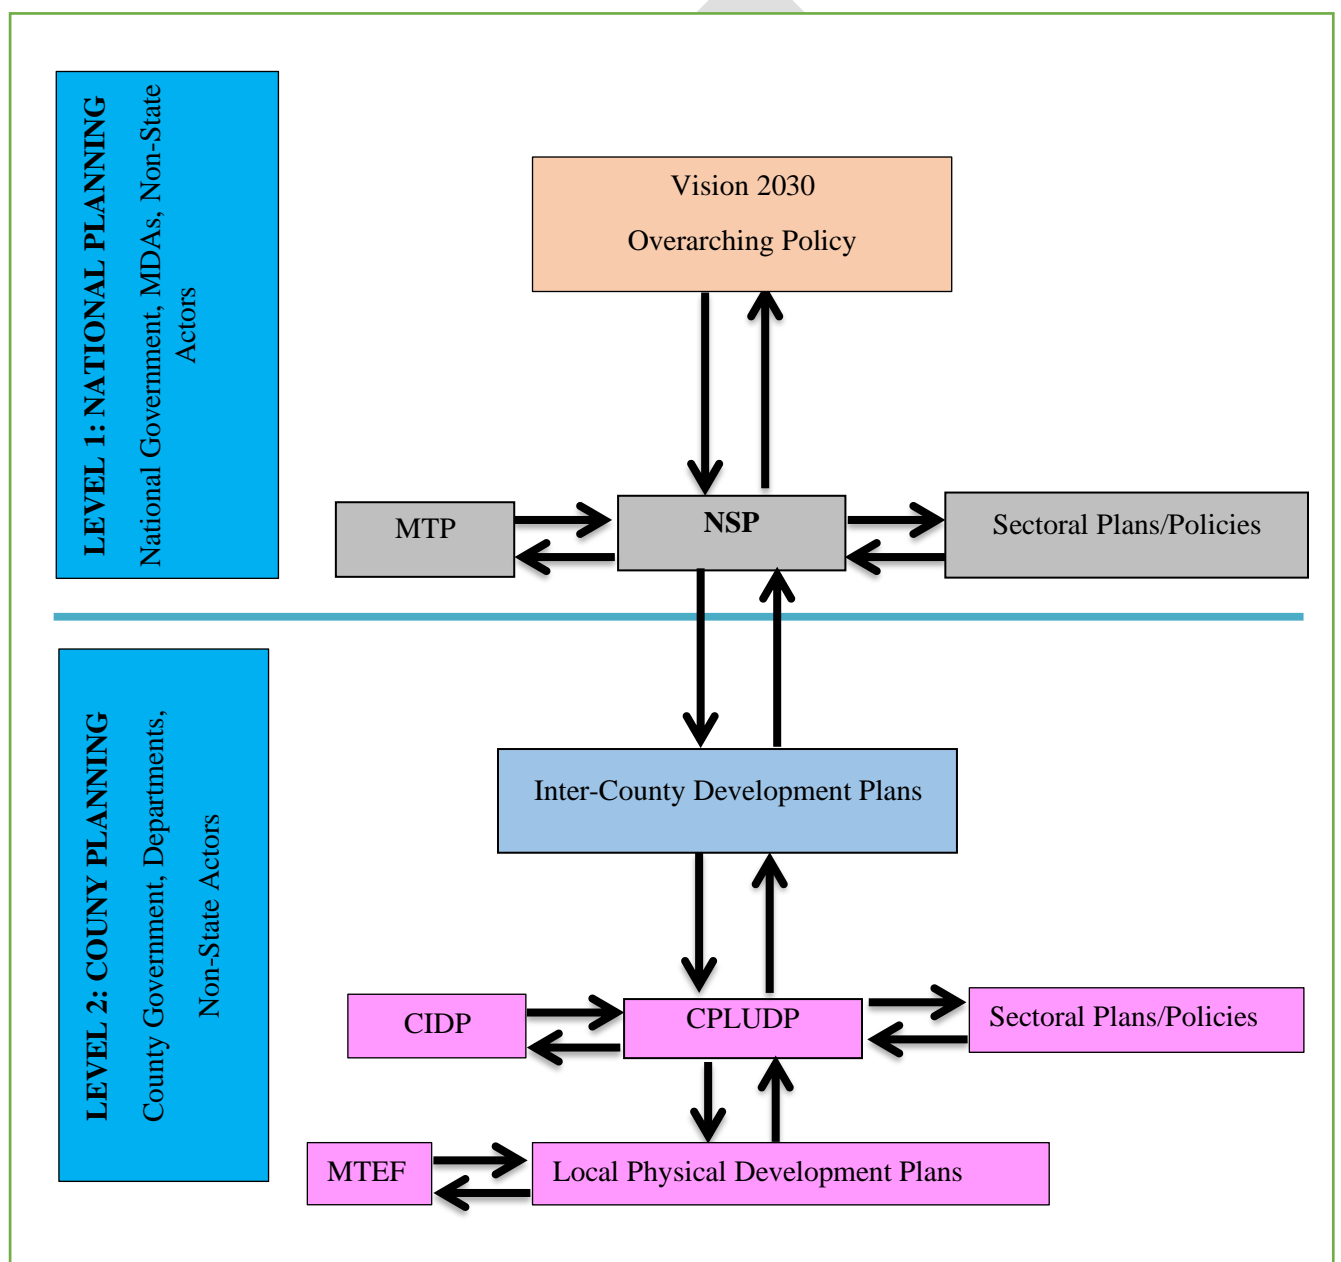 LEVEL 1: NATIONAL PLANNING
National Government, MDAs, Non-State
Actors
Vision 2030
Overarching Policy
MTP
NSP
Sectoral Plans/Policies
LEVEL 2: COUNY PLANNING
County Government, Departments,
Non-State Actors
Inter-County Development Plans
CIDP
CPLUDP
Sectoral Plans/Policies
MTEF
Local Physical Development Plans